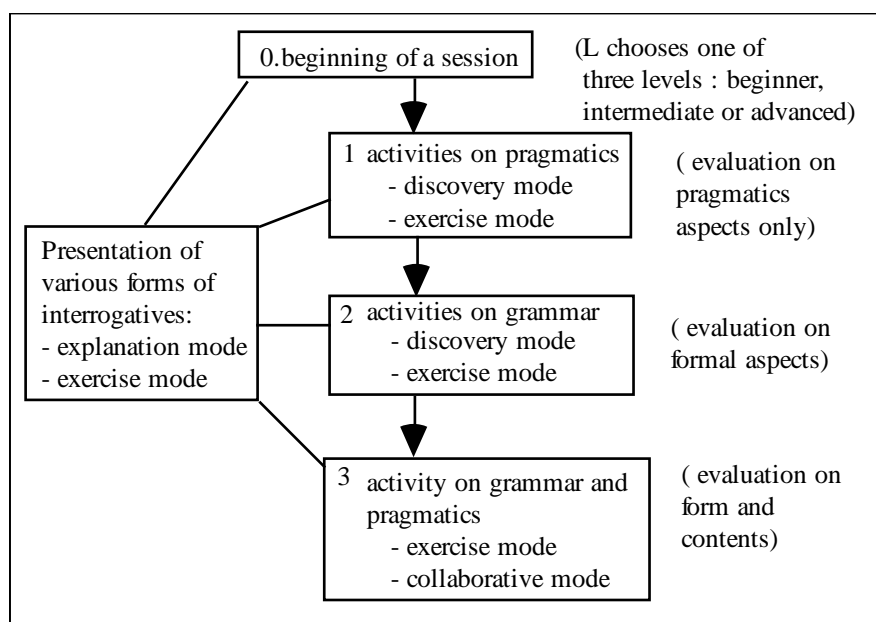 0.beginning of a session
(L chooses one of
three levels : beginner,
intermediate or advanced)
1 activities on pragmatics
- discovery mode
- exercise mode
( evaluation on
pragmatics
aspects only)
Presentation of
various forms of
interrogatives:
- explanation mode
- exercise mode
2 activities on grammar
- discovery mode
- exercise mode
( evaluation on
formal aspects)
3 activity on grammar and
pragmatics
- exercise mode
- collaborative mode
( evaluation on
form and
contents)